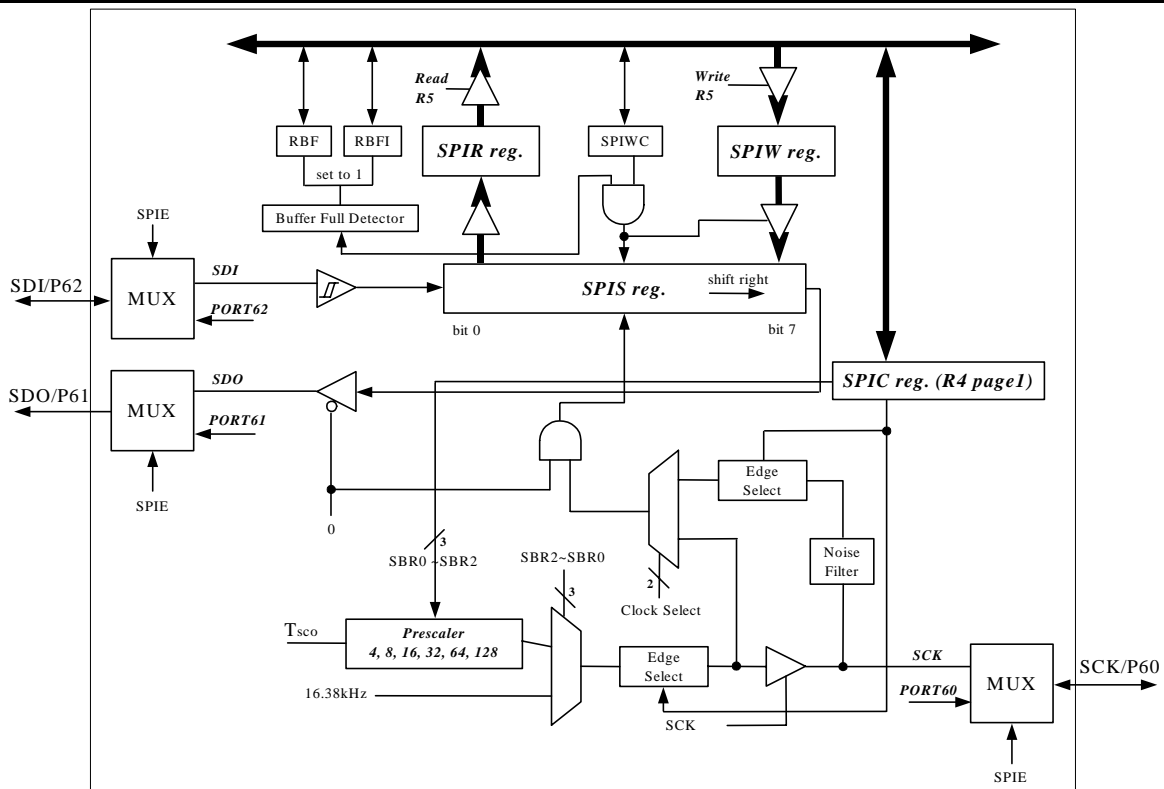 Read
R5
Write
R5
RBF
RBFI
SPIR reg.
SPIWC
SPIW reg.
set to 1
Buffer Full Detector
SPIE
SDI/P62
MUX
SDI
PORT62
SPIS reg.
shift right
bit 0
bit 7
SDO/P61
MUX
SDO
PORT61
SPIE
SPIC reg. (R4 page1)
0
Edge
Select
Noise
Filter
3
SBR0 ~SBR2
SBR2~SBR0
3
2
Clock Select
Tsco
Prescaler
4, 8, 16, 32, 64, 128
16.38kHz
Edge
Select
SCK
SCK
PORT60
MUX
SCK/P60
SPIE